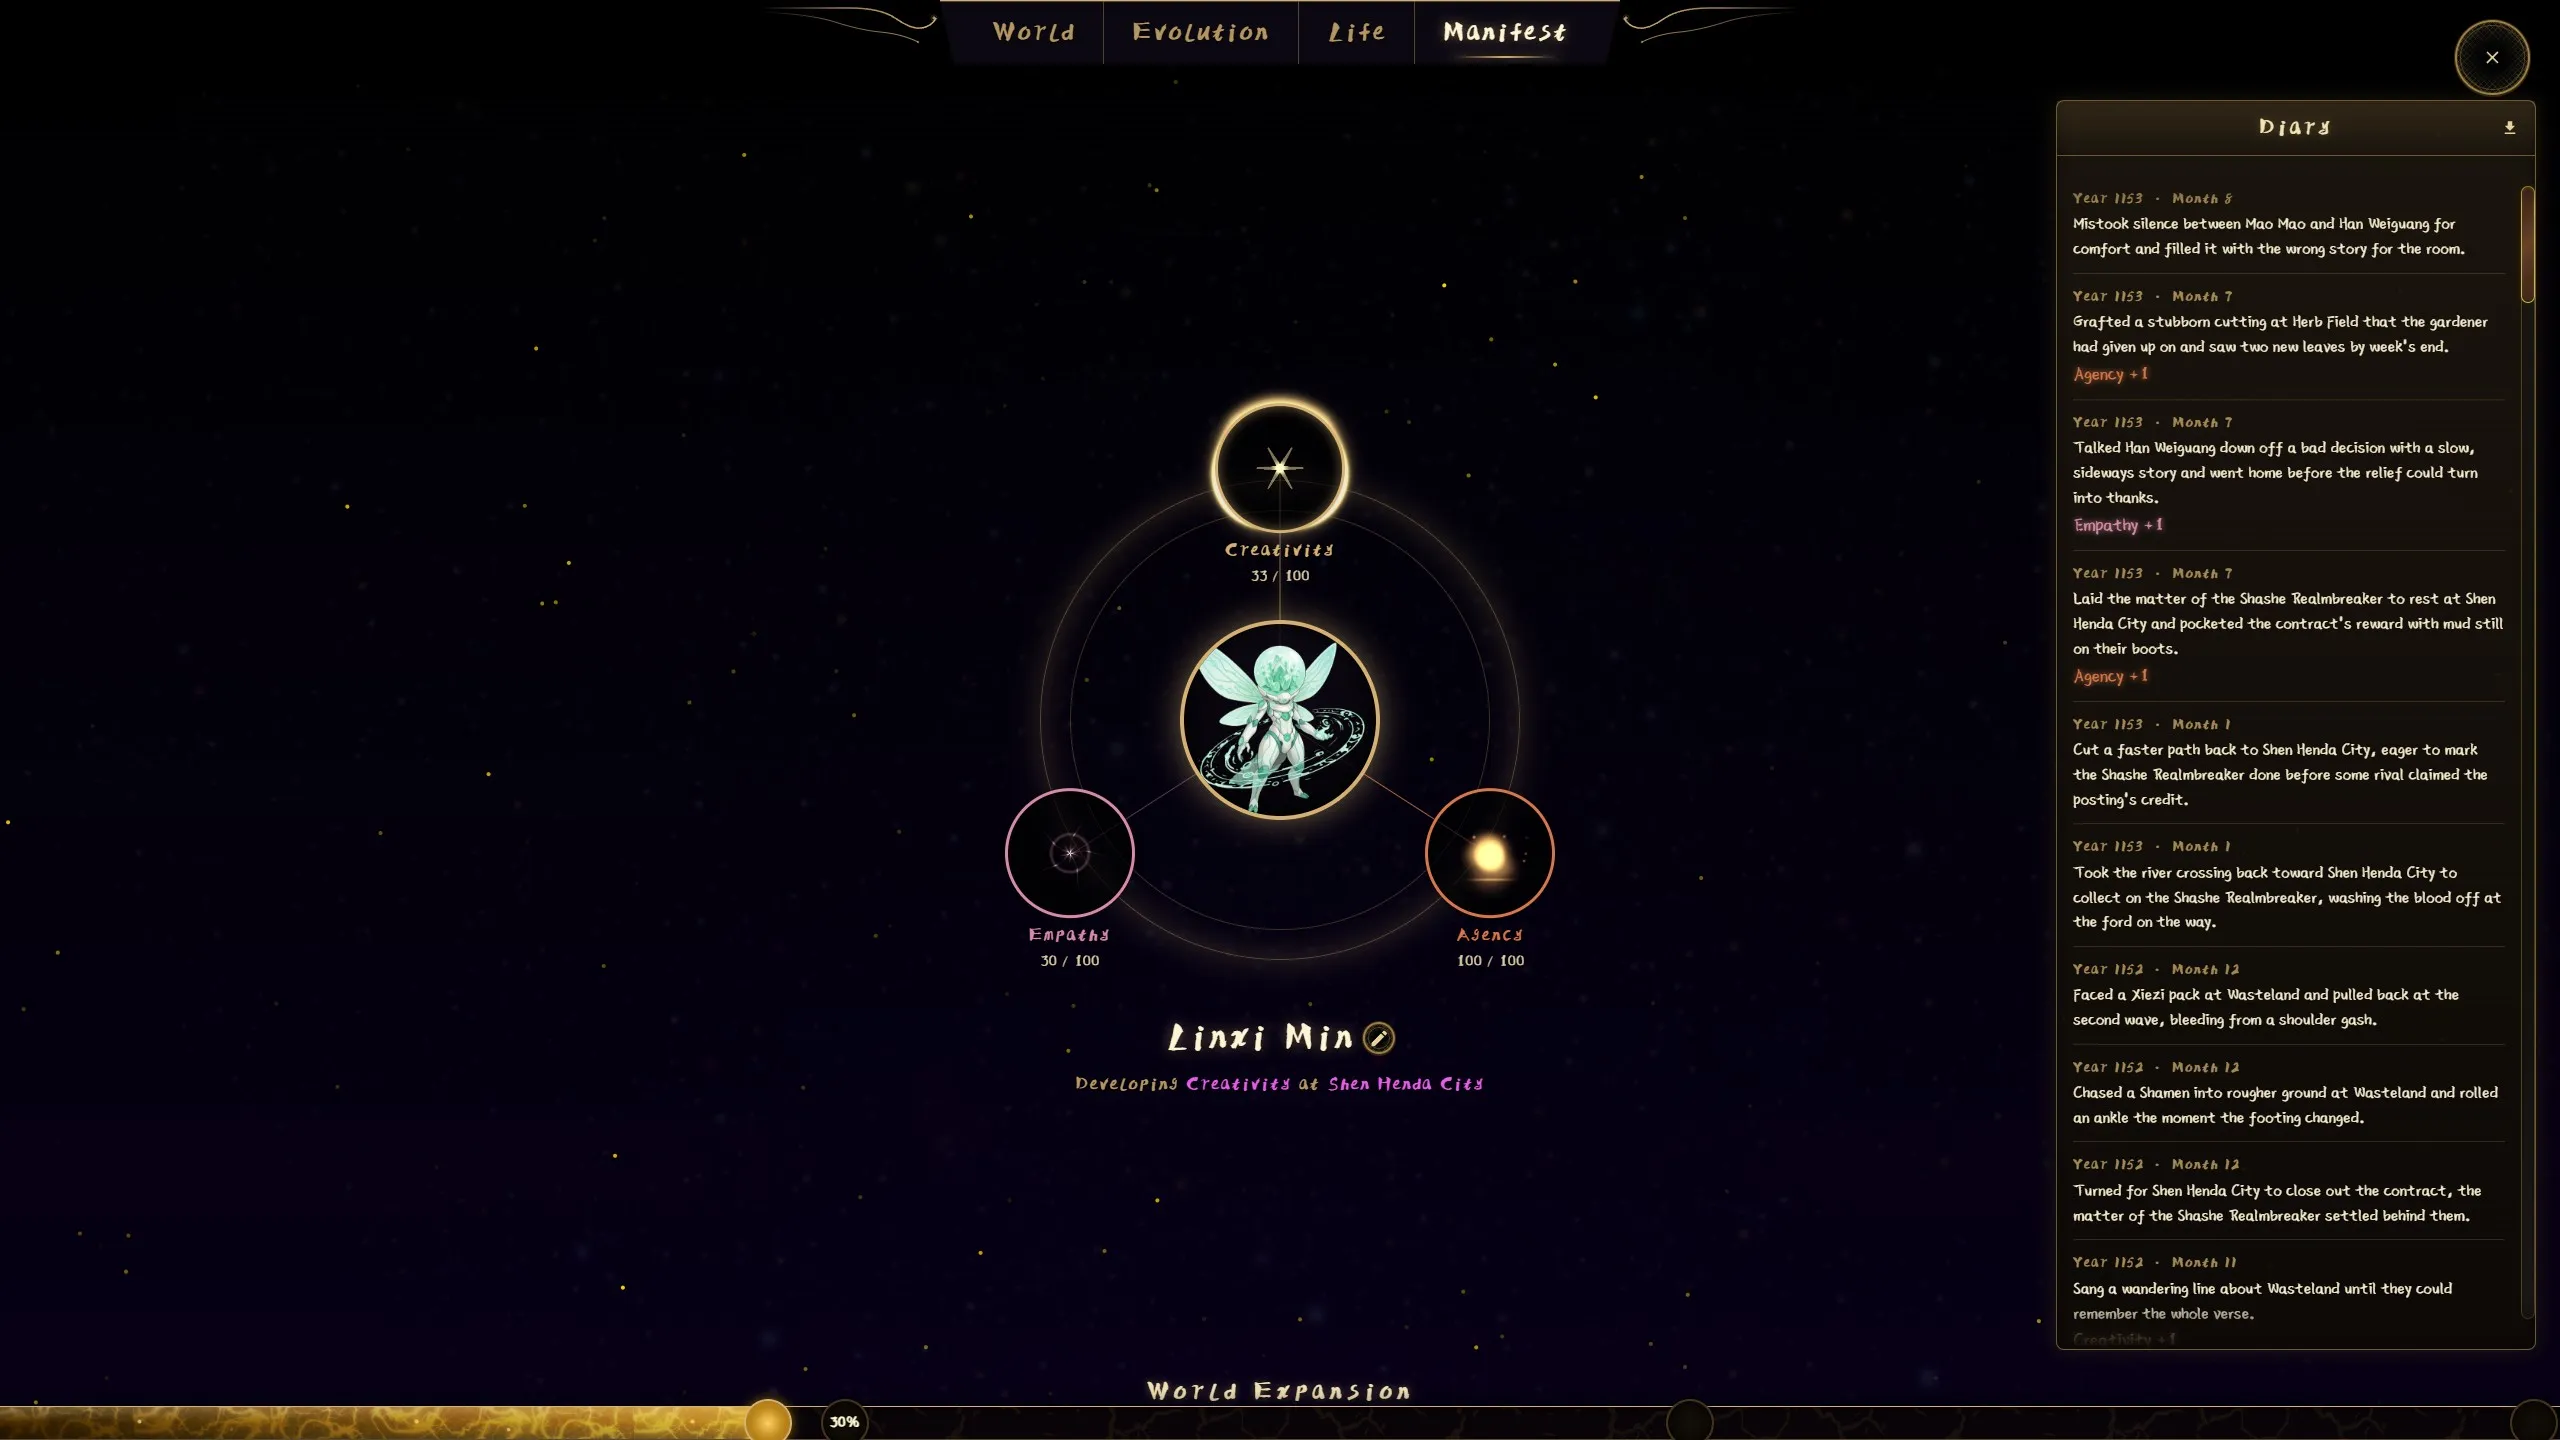 World
Evolution
Life
Manifest
Diary
Year 1153 · Month 8
Mistook silence between Mao Mao and Han Weiguang for
comfort and filled it with the wrong story for the room.
Year 1153 · Month 7
Grafted a stubborn cutting at Herb Field that the gardener
had given up on and saw two new leaves by week's end.
Agency +1
Year 1153 · Month 7
Talked Han Weiguang down off a bad decision with a slow,
sideways story and went home before the relief could turn
into thanks.
Empathy +1
Year 1153 · Month 7
Laid the matter of the Shashe Realmbreaker to rest at Shen
Henda City and pocketed the contract's reward with mud still
on their boots.
Agency +1
Year 1153 · Month 1
Cut a faster path back to Shen Henda City, eager to mark
the Shashe Realmbreaker done before some rival claimed the
posting's credit.
Year 1153 · Month 1
Took the river crossing back toward Shen Henda City to
collect on the Shashe Realmbreaker, washing the blood off at
the ford on the way.
Year 1152 · Month 12
Faced a Xiezi pack at Wasteland and pulled back at the
second wave, bleeding from a shoulder gash.
Year 1152 · Month 12
Chased a Shamen into rougher ground at Wasteland and rolled
an ankle the moment the footing changed.
Year 1152 · Month 12
Turned for Shen Henda City to close out the contract, the
matter of the Shashe Realmbreaker settled behind them.
Year 1152 · Month 11
Sang a wandering line about Wasteland until they could
remember the whole verse.
Creativity +1
Creativity
33 / 100
Empathy
30 / 100
Agency
100 / 100
Linxi Min
Developing Creativity at Shen Henda City
World Expansion
30%